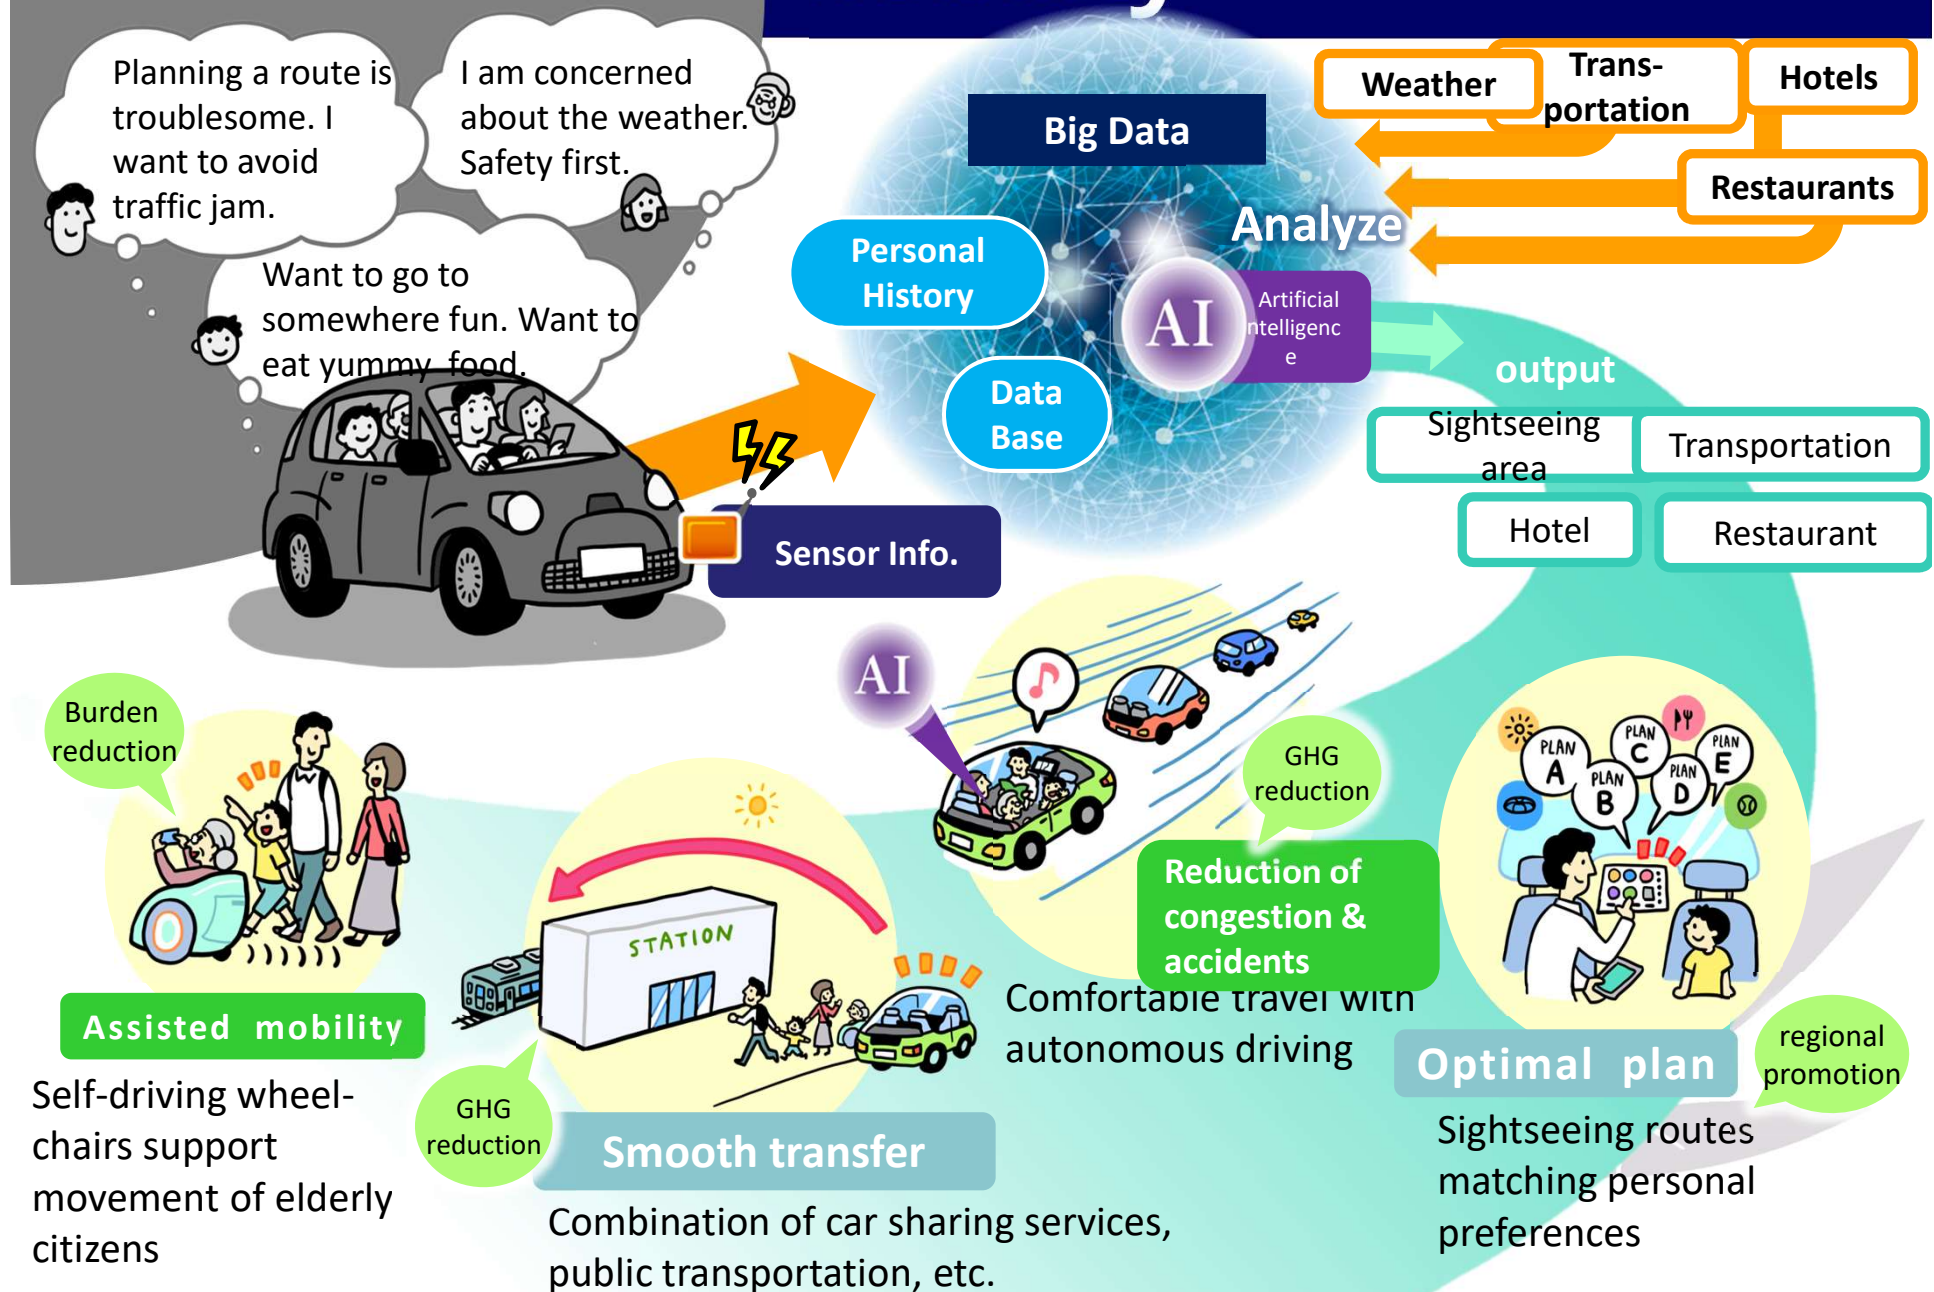 Planning a route is
troublesome. I
want to avoid
traffic jam.
I am concerned
about the weather.
Safety first.
Want to go to
somewhere fun. Want to
eat yummy food.
Big Data
Weather
Trans-
portation
Hotels
Restaurants
Analyze
Personal
History
Data
Base
AI
Artificial
ntelligenc
e
output
Sightseeing
area
Transportation
Hotel
Restaurant
Sensor Info.
AI
Burden
reduction
Assisted mobility
Self-driving wheel-
chairs support
movement of elderly
citizens
STATION
GHG
reduction
Smooth transfer
Combination of car sharing services,
public transportation, etc.
GHG
reduction
Reduction of
congestion &
accidents
Comfortable travel with
autonomous driving
PLAN
A
PLAN
B
PLAN
C
PLAN
D
PLAN
E
Optimal plan
regional
promotion
Sightseeing routes
matching personal
preferences